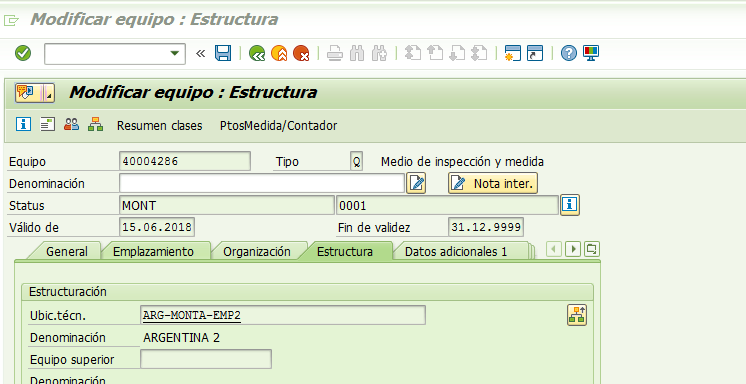 Modificar equipo : Estructura
Modificar equipo : Estructura
Resumen clases PtosMedida/Contador
Equipo 40004286 Tipo Q Medio de inspección y medida
Denominación Nota inter.
Status MONT 0001
Válido de 15.06.2018 Fin de validez 31.12.9999
General Emplazamiento Organización Estructura Datos adicionales 1
Estructuración
Ubic.técn. ARG-MONTA-EMP2
Denominación ARGENTINA 2
Equipo superior
Denominación